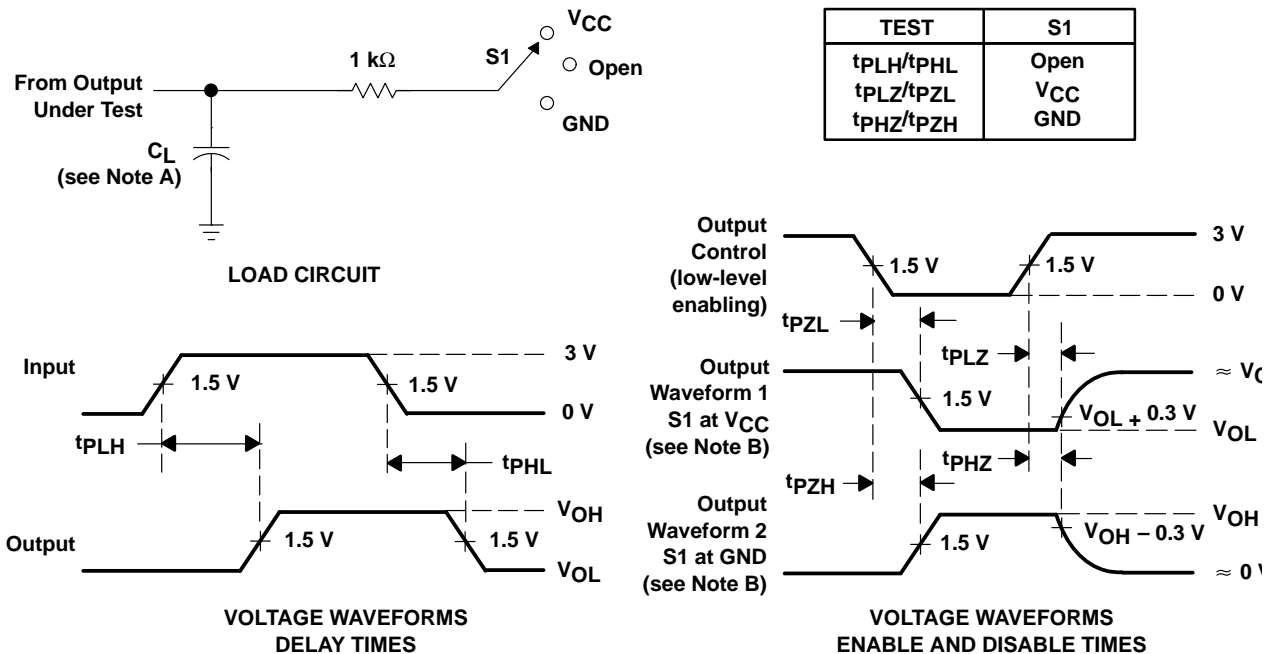 VCC
1 kΩ
S1
Open
From Output
Under Test
GND
CL
(see Note A)
LOAD CIRCUIT
TEST S1
tPLH/tPHL Open
tPLZ/tPZL VCC
tPHZ/tPZH GND
Input
3 V
1.5 V
1.5 V
0 V
tPLH
tPHL
Output
VOH
1.5 V
1.5 V
VOL
VOLTAGE WAVEFORMS
DELAY TIMES
Output
Control
(low-level
enabling)
3 V
1.5 V
1.5 V
0 V
tPZL
tPLZ
Output
Waveform 1
S1 at VCC
(see Note B)
≈ VC
1.5 V
VOL + 0.3 V
VOL
tPHZ
tPZH
Output
Waveform 2
S1 at GND
(see Note B)
VOH
1.5 V
VOH – 0.3 V
≈ 0 V
VOLTAGE WAVEFORMS
ENABLE AND DISABLE TIMES